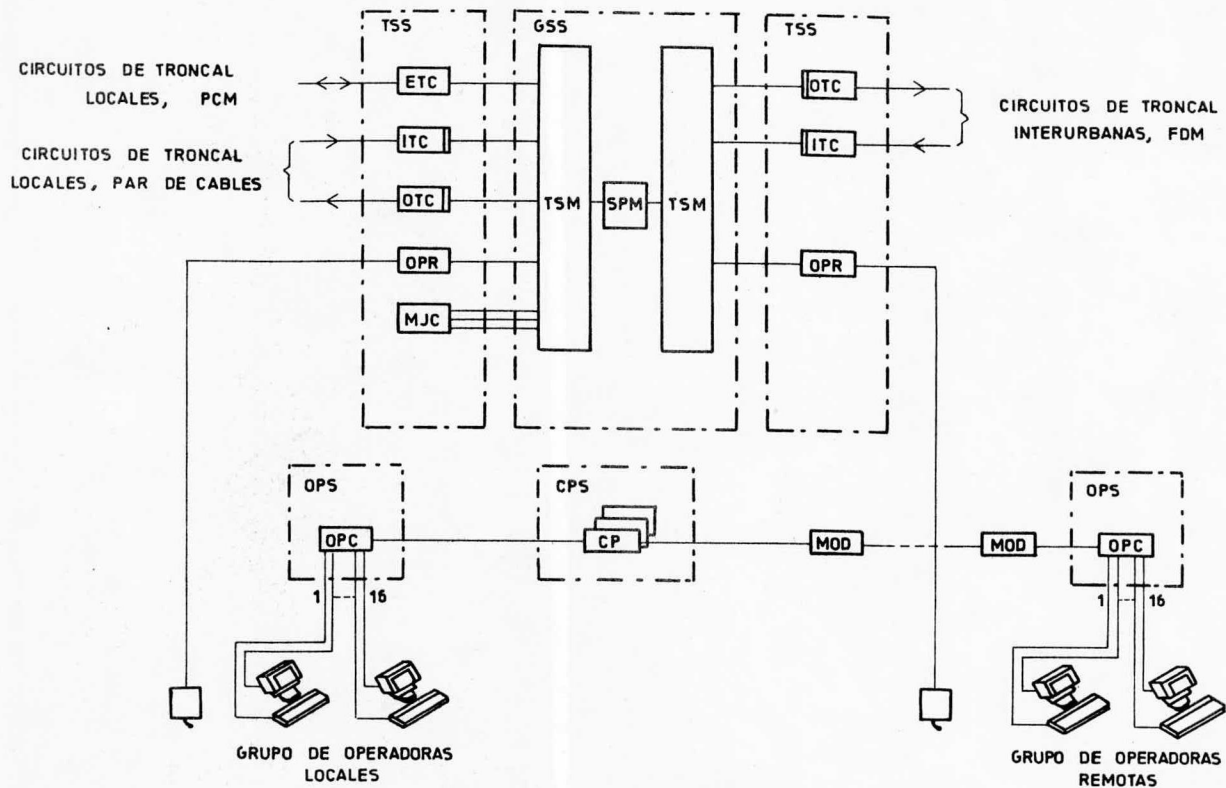 TSS
GSS
TSS
CIRCUITOS DE TRONCAL
LOCALES, PCM
ETC
OTC
CIRCUITOS DE TRONCAL
INTERURBANAS, FDM
CIRCUITOS DE TRONCAL
LOCALES, PAR DE CABLES
ITC
ITC
OTC
TSM
SPM
TSM
OPR
OPR
MJC
OPS
CPS
OPS
OPC
CP
MOD
MOD
OPC
1
16
1
16
GRUPO DE OPERADORAS
LOCALES
GRUPO DE OPERADORAS
REMOTAS